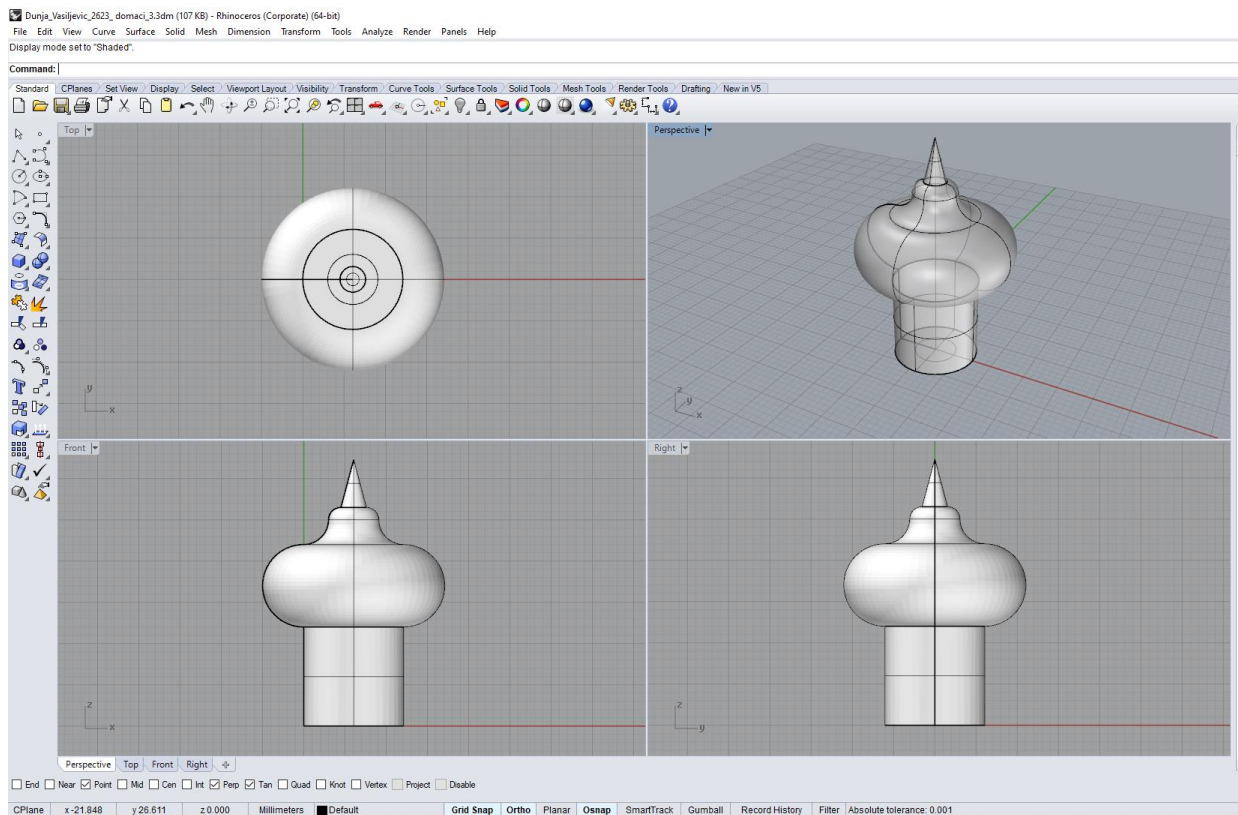 Dunja_Vasiljevic_2623_ domaci_3.3dm (107 KB) - Rhinoceros (Corporate) (64-bit)
File Edit View Curve Surface Solid Mesh Dimension Transform Tools Analyze Render Panels Help
Display mode set to "Shaded".
Command:
Standard CPlanes Set View Display Select Viewport Layout Visibility Transform Curve Tools Surface Tools Solid Tools Mesh Tools Render Tools Drafting New in V5
Top
Perspective
y
x
z
y
x
Front
Right
z
x
z
y
Perspective Top Front Right
End Near Point Mid Cen Int Perp Tan Quad Knot Vertex Project Disable
CPlane x -21.848 y 26.611 z 0.000 Millimeters Default Grid Snap Ortho Planar Osnap SmartTrack Gumball Record History Filter Absolute tolerance: 0.001